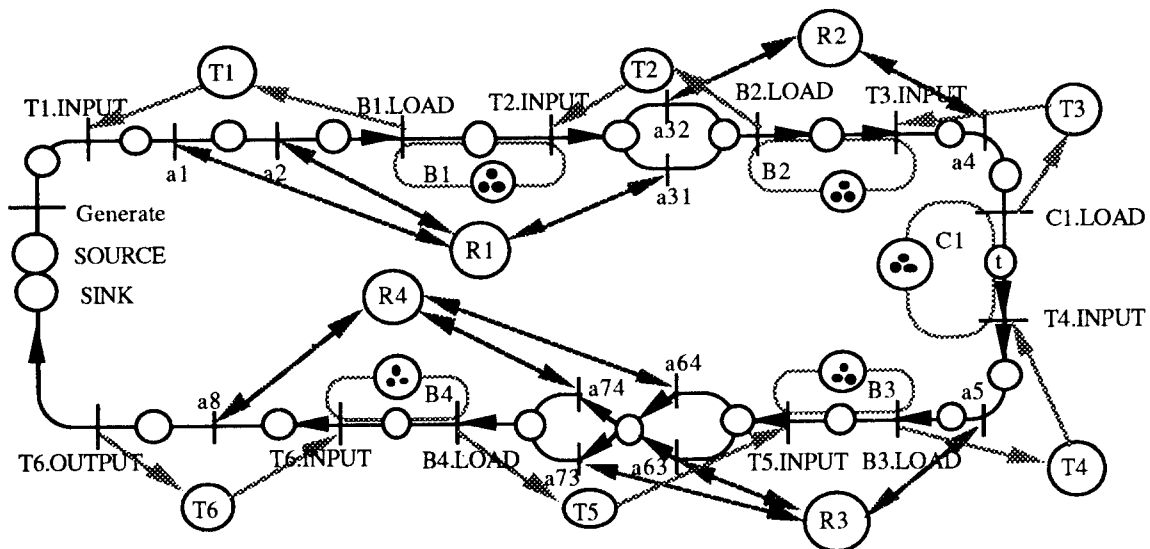 R2
T1
T2
T1.INPUT
B1.LOAD
T2.INPUT
B2.LOAD
T3.INPUT
T3
a32
a1
a2
B1
a31
B2
a4
Generate
R1
C1
C1.LOAD
SOURCE
t
SINK
R4
T4.INPUT
a64
a8
a74
B4
B3
a5
T6.OUTPUT
T6.INPUT
B4.LOAD
a73
a63
T5.INPUT
B3.LOAD
T4
T6
T5
R3